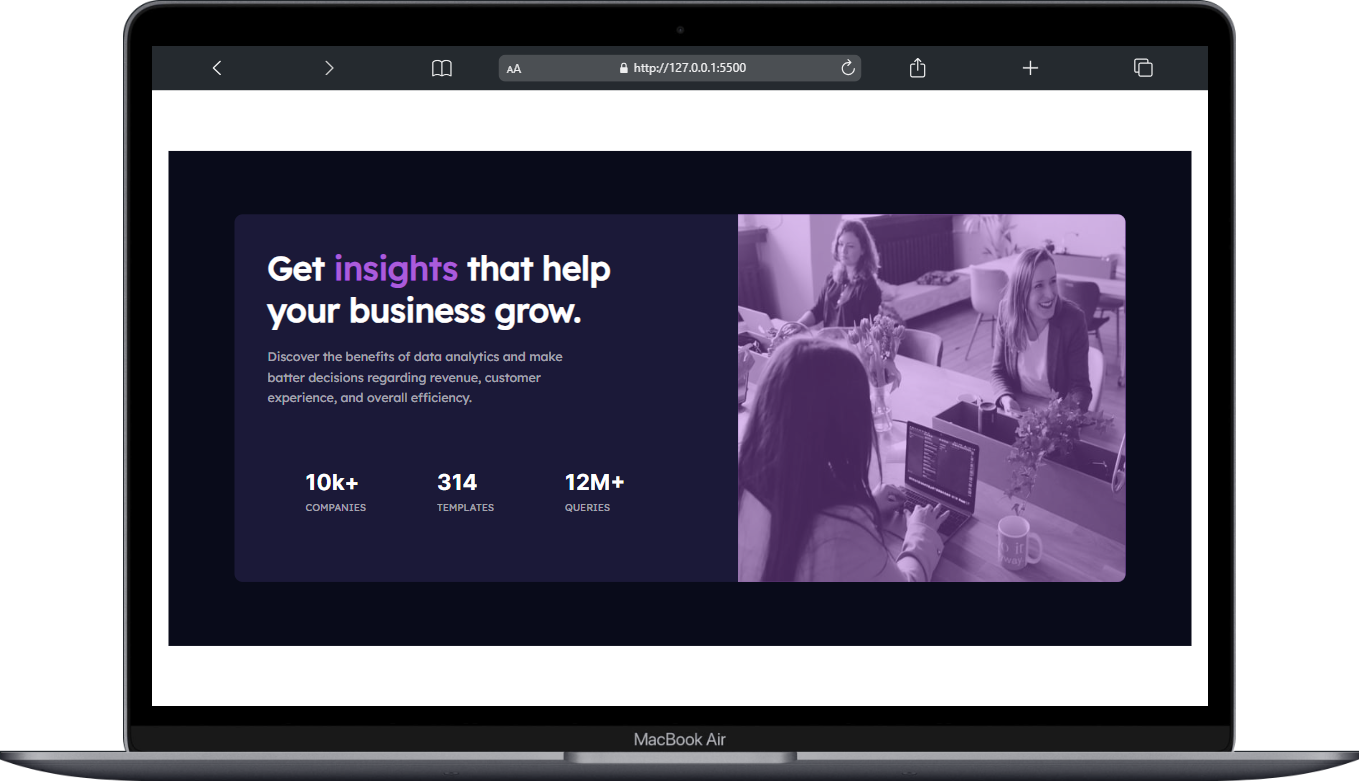 AA
http://127.0.0.1:5500
Get insights that help
your business grow.
Discover the benefits of data analytics and make
batter decisions regarding revenue, customer
experience, and overall efficiency.
10k+ 314 12M+
COMPANIES TEMPLATES QUERIES
MacBook Air